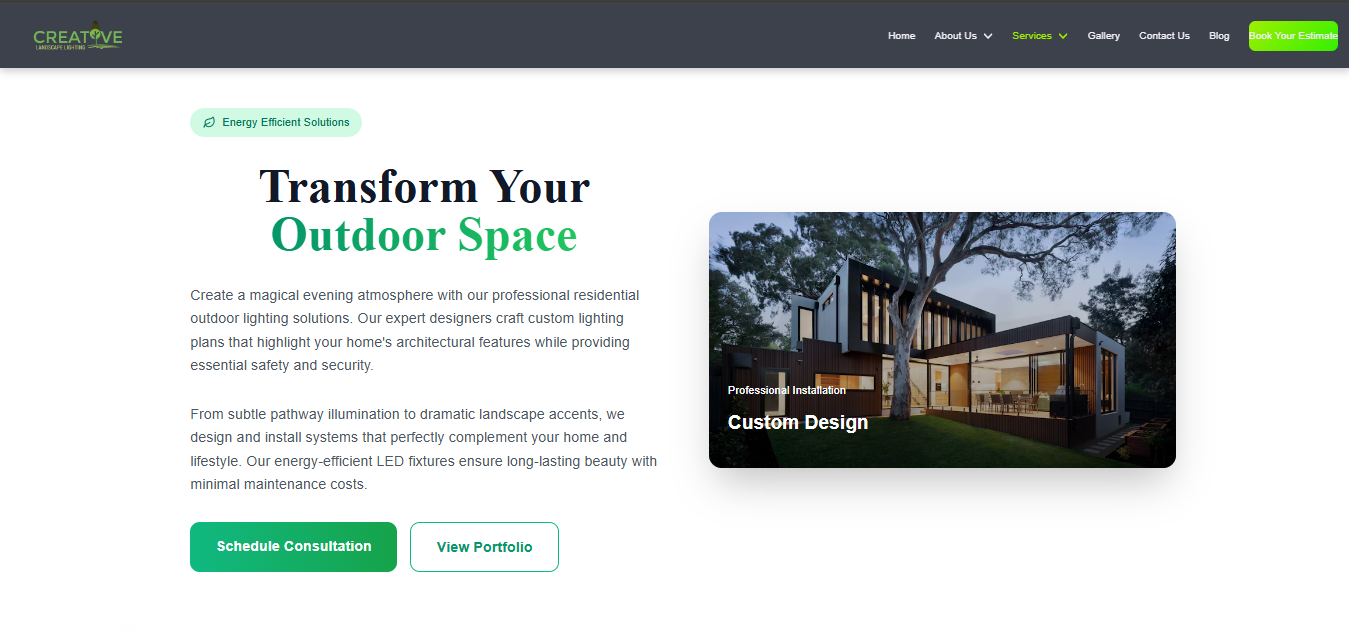 CREATIVE
LANDSCAPE LIGHTING
Home
About Us
Services
Gallery
Contact Us
Blog
Book Your Estimate
Energy Efficient Solutions
Transform Your
Outdoor Space
Create a magical evening atmosphere with our professional residential
outdoor lighting solutions. Our expert designers craft custom lighting
plans that highlight your home's architectural features while providing
essential safety and security.
From subtle pathway illumination to dramatic landscape accents, we
design and install systems that perfectly complement your home and
lifestyle. Our energy-efficient LED fixtures ensure long-lasting beauty with
minimal maintenance costs.
Schedule Consultation
View Portfolio
Professional Installation
Custom Design